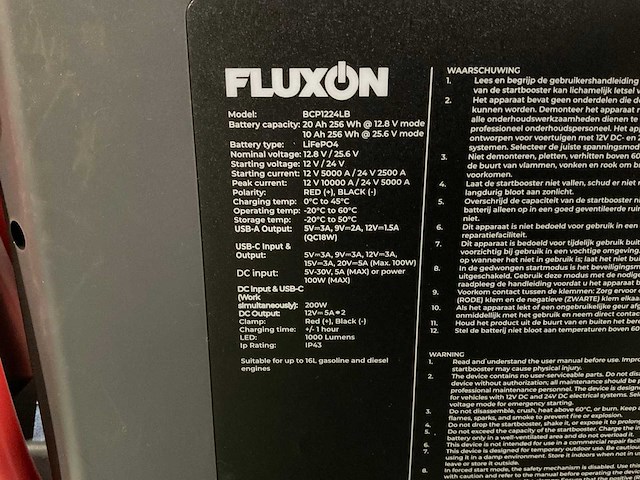 FLUXON
Model: BCP1224LB
Battery capacity: 20 Ah 256 Wh @ 12.8 V mode
10 Ah 256 Wh @ 25.6 V mode
Battery type: LiFePO4
Nominal voltage: 12.8 V / 25.6 V
Starting voltage: 12 V / 24 V
Starting current: 12 V 5000 A / 24 V 2500 A
Peak current: 12 V 10000 A / 24 V 5000 A
Polarity: RED (+), BLACK (-)
Charging temp: 0°C to 45°C
Operating temp: -20°C to 60°C
Storage temp: -20°C to 50°C
USB-A Output: 5V=3A, 9V=2A, 12V=1.5A
(QC18W)
USB-C Input &
Output: 5V=3A, 9V=3A, 12V=3A,
15V=3A, 20V=5A (Max. 100W)
DC input: 5V-30V, 5A (MAX) or power
100W (MAX)
DC Input & USB-C
(Work
simultaneously): 200W
DC Output: 12V= 5A*2
Clamp: Red (+), Black (-)
Charging time: +/- 1 hour
LED: 1000 Lumens
Ip Rating: IP43
Suitable for up to 16L gasoline and diesel
engines
WAARSCHUWING
1. Lees en begrijp de gebruikershandleiding
van de startbooster kan lichamelijk letsel
2. Het apparaat bevat geen onderdelen die d
kunnen worden. Demonteer het apparaat
alle onderhoudswerkzaamheden dienen te
professioneel onderhoudspersoneel. Het ap
ontworpen voor voertuigen met 12V DC- en 2
systemen. Selecteer de juiste spanningsmod
3. Niet demonteren, pletten, verhitten boven 60
de buurt van vlammen, vonken en rook om b
voorkomen.
4. Laat de startbooster niet vallen, schud er niet
langdurig bloot aan zonlicht.
5. Overschrijd de capaciteit van de startbooster n
batterij alleen op in een goed geventileerde ruim
niet.
6. Dit apparaat is niet bedoeld voor gebruik in een
reparatiefaciliteit.
7. Dit apparaat is bedoeld voor tijdelijk gebruik buit
voorzichtig bij gebruik in een vochtige omgeving.
op wanneer het niet in gebruik is; laat het niet buit
8. In de gedwongen startmodus is het beveiligingsm
uitgeschakeld. Gebruik deze modus met de nodige
raadpleeg de handleiding voordat u het apparaat b
9. Voorkom contact tussen de klemmen: Zorg ervoor d
(RODE) klem en de negatieve (ZWARTE) klem elkaar
10. Als het apparaat lekt of een ongebruikelijke geur afg
onmiddellijk met het gebruik en neem direct contac
11. Houd het product uit de buurt van en buiten het bere
12. Stel de batterij niet bloot aan temperaturen boven 60
WARNING
1. Read and understand the user manual before use. Impro
startbooster may cause physical injury.
2. The device contains no user-serviceable parts. Do not disa
device without authorization; all maintenance should be p
professional maintenance personnel. The device is design
for vehicles with 12V DC and 24V DC electrical systems. Sele
voltage mode for emergency starting.
3. Do not disassemble, crush, heat above 60°C, or burn. Keep a
flames, sparks, and smoke to prevent fire or explosion.
4. Do not drop the startbooster, shake it, or expose it to prolong
5. Do not exceed the capacity of the startbooster. Charge the in
battery only in a well-ventilated area and do not overload it.
6. This device is not intended for use in a commercial repair facil
7. This device is designed for temporary outdoor use. Be cautiou
using it in a damp environment. Store it indoors when not in u
leave or store it outside.
8. In forced start mode, the safety mechanism is disabled. Use this
with caution and refer to the manual before operating the devic